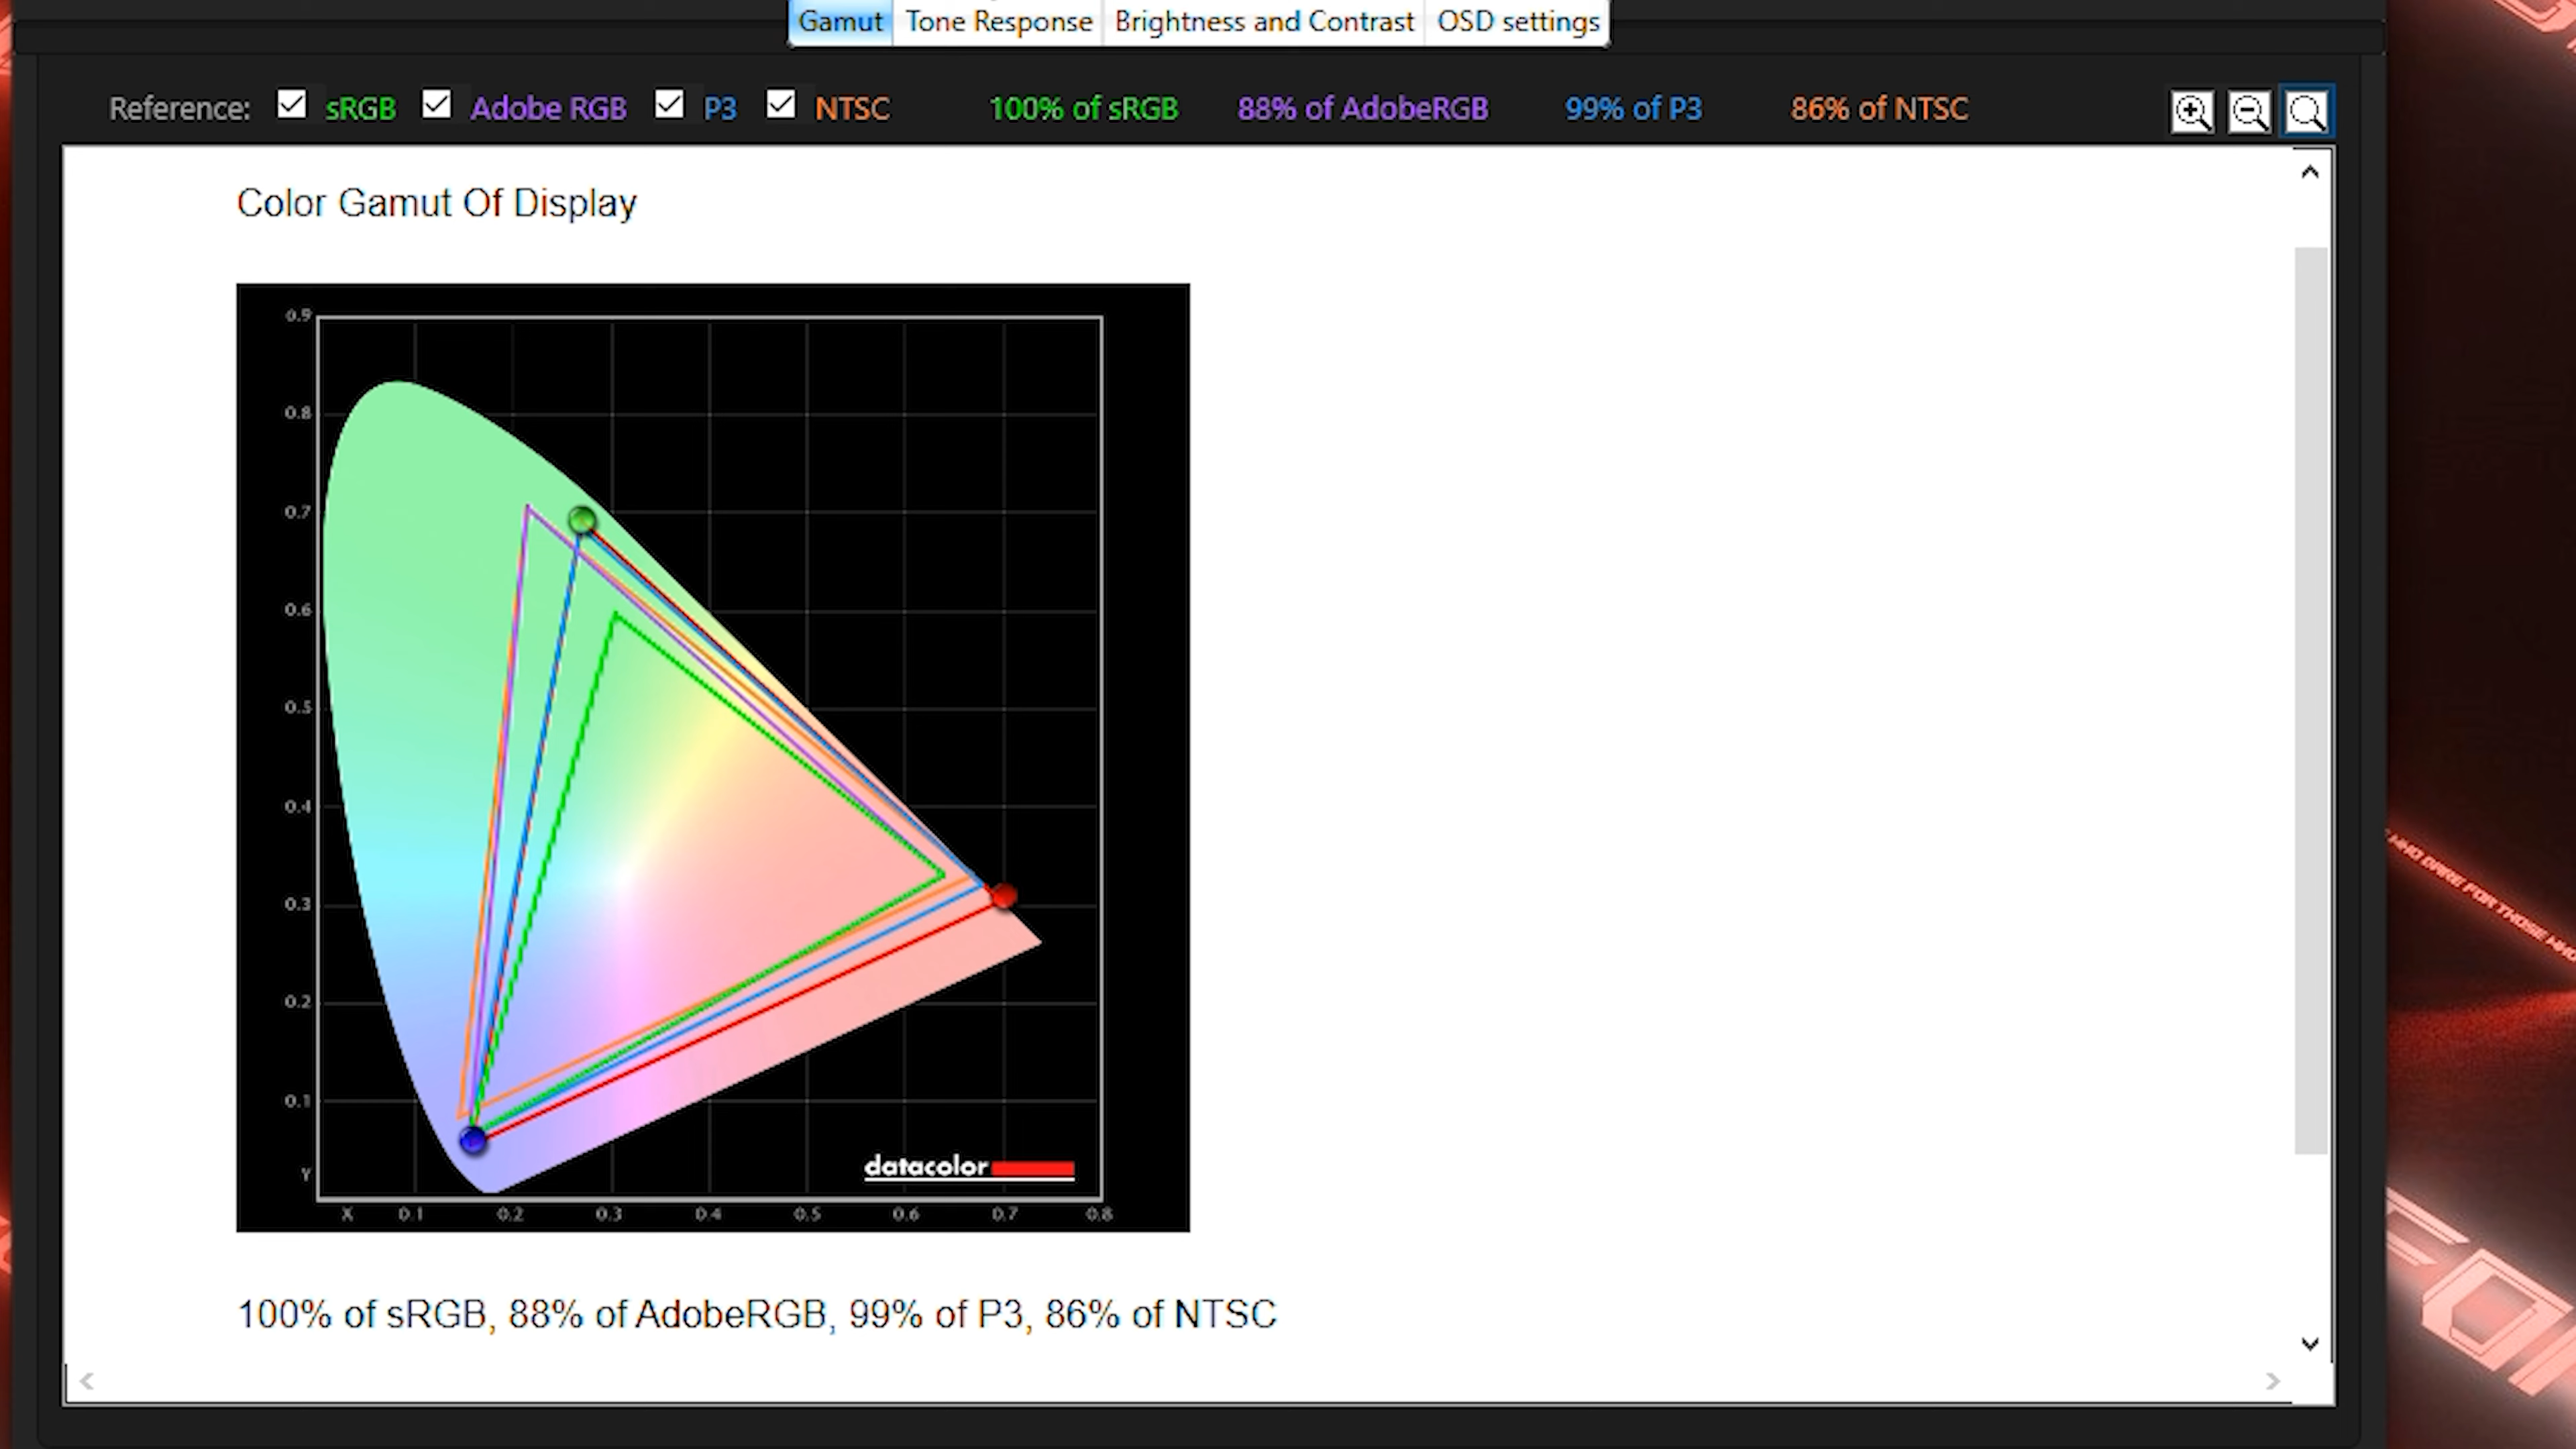 Gamut Tone Response Brightness and Contrast OSD settings
Reference: sRGB Adobe RGB P3 NTSC 100% of sRGB 88% of AdobeRGB 99% of P3 86% of NTSC
Color Gamut Of Display
0.9
0.8
0.7
0.6
0.5
0.4
0.3
0.2
0.1
Y
datacolor
X 0.1 0.2 0.3 0.4 0.5 0.6 0.7 0.8
100% of sRGB, 88% of AdobeRGB, 99% of P3, 86% of NTSC